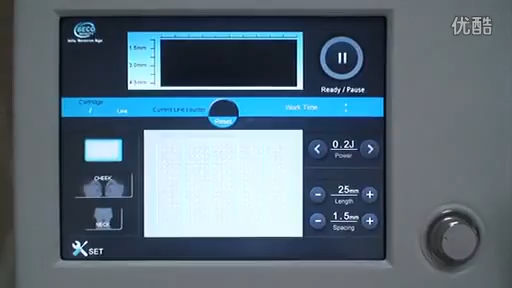 优酷
BECO
1.5mm
3.0mm
4.5mm
Ready / Pause
Cartridge
Line
Current Line counter
Reset
Work Time
:
0.2J
Power
CHEEK
25mm
Length
NECK
1.5mm
Spacing
SET